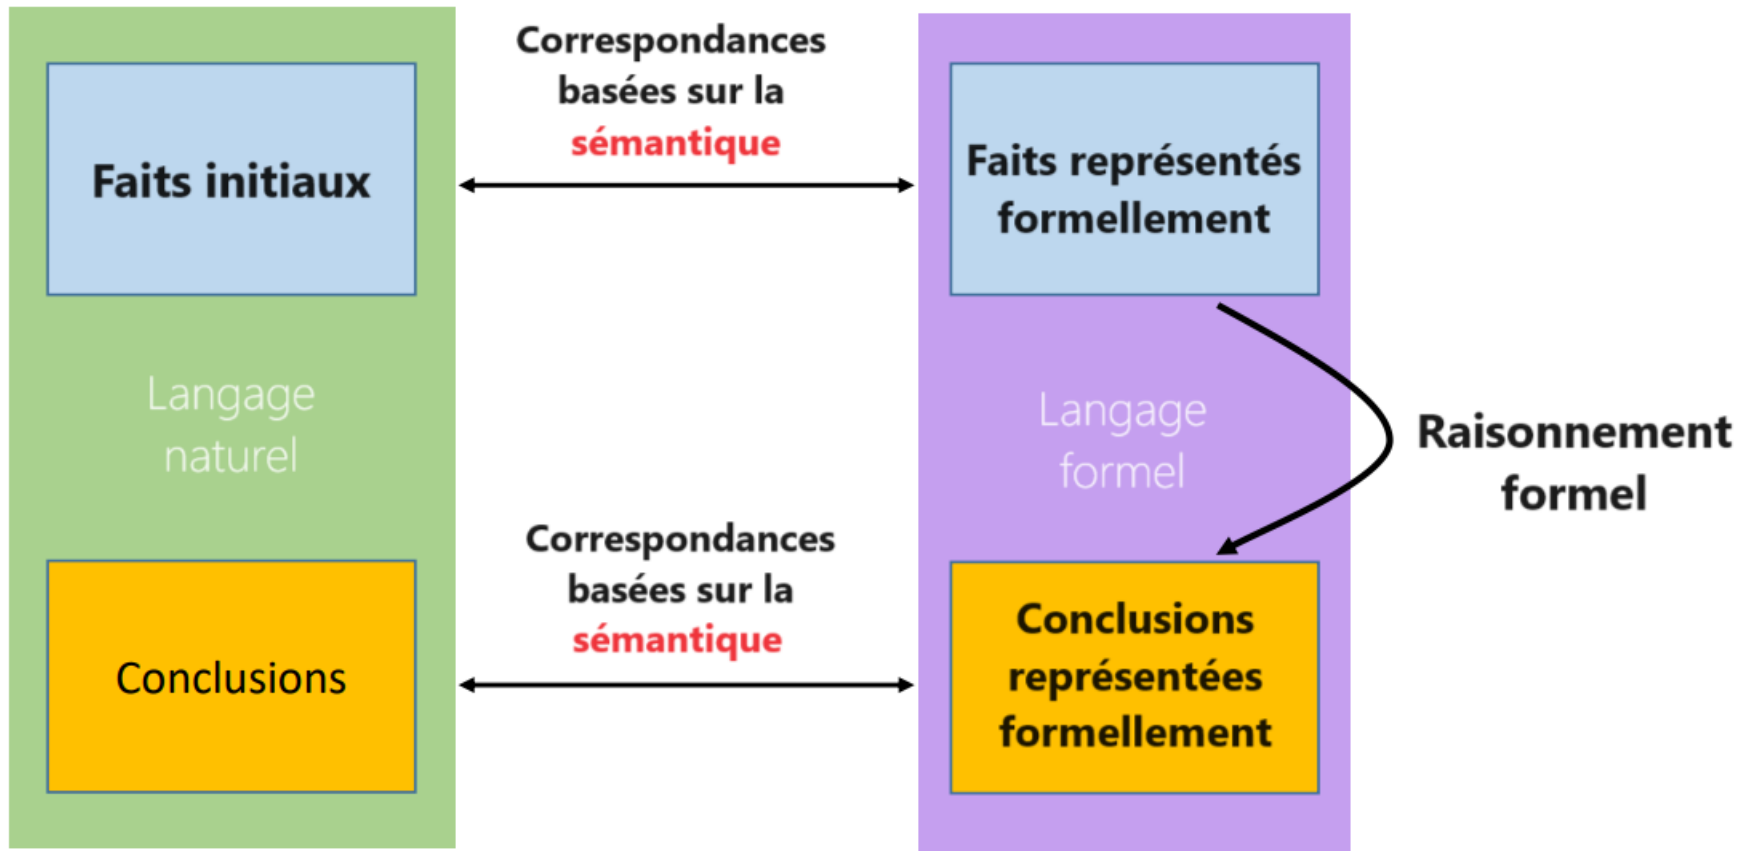 Correspondances
basées sur la
sémantique
Faits initiaux
Faits représentés
formellement
Langage
naturel
Langage
formel
Raisonnement
formel
Correspondances
basées sur la
sémantique
Conclusions
Conclusions
représentées
formellement